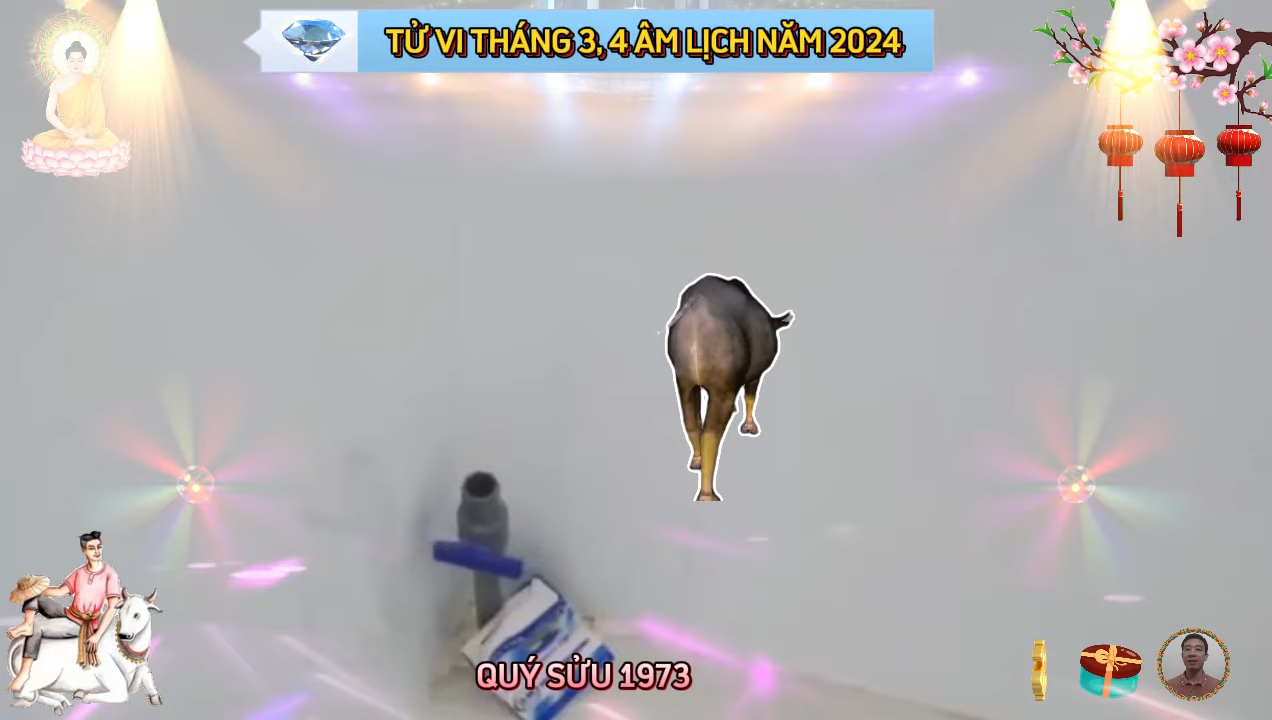 TỬ VI THÁNG 3, 4 ÂM LỊCH NĂM 2024
QUÝ SỬU 1973